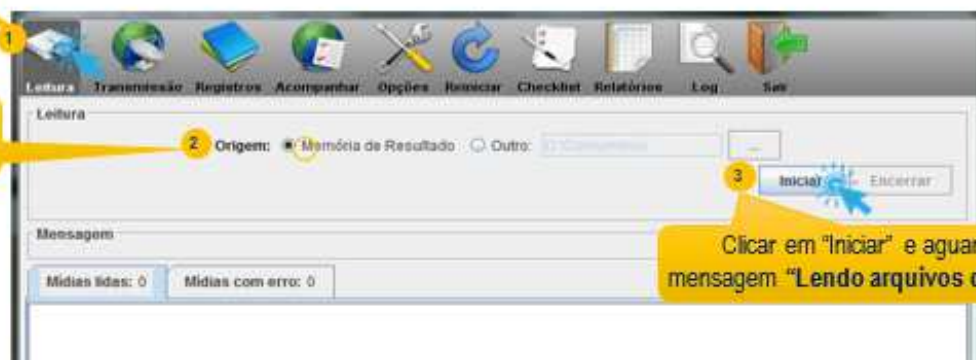 1
Leitura Transmissão Registros Acompanhar Opções Reiniciar Checklist Relatórios Log Sair
Leitura
2 Origem: Memória de Resultado Outro: ...
3 Iniciar Encerrar
Mensagem
Clicar em "Iniciar" e aguar
mensagem "Lendo arquivos d
Mídias lidas: 0 Mídias com erro: 0